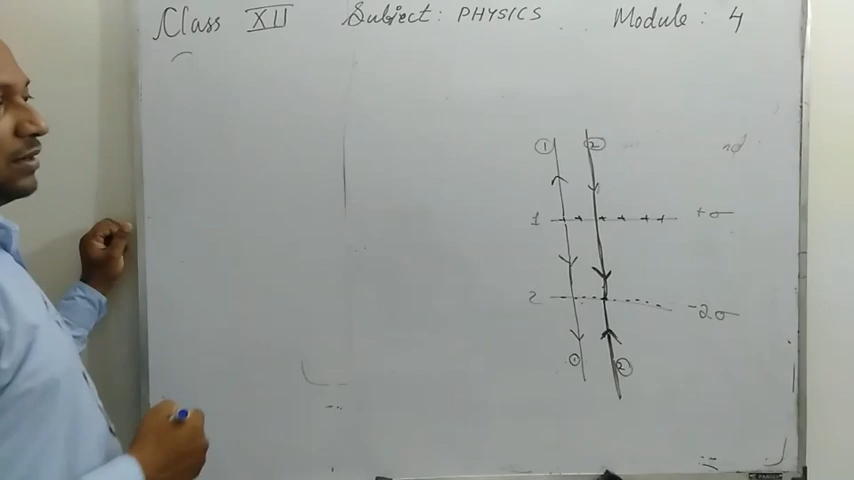 Class XII Subject: PHYSICS Module: 4
① ②
1 + + + + + +σ
2 -2σ
① ②